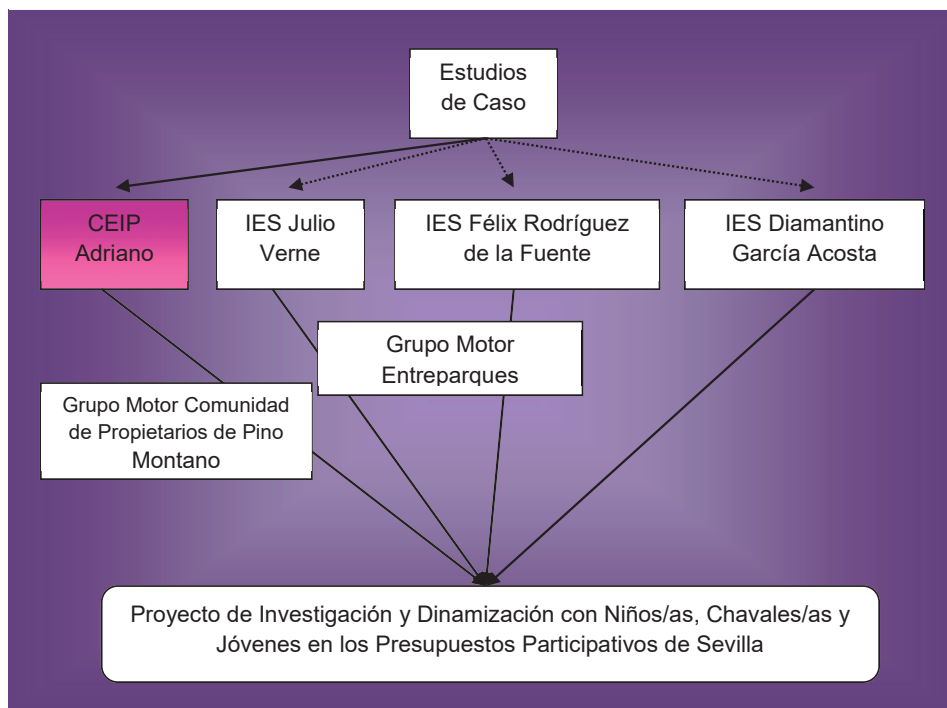 Estudios
de Caso
CEIP
Adriano
IES Julio
Verne
IES Félix Rodríguez
de la Fuente
IES Diamantino
García Acosta
Grupo Motor
Entreparques
Grupo Motor Comunidad
de Propietarios de Pino
Montano
Proyecto de Investigación y Dinamización con Niños/as, Chavales/as y
Jóvenes en los Presupuestos Participativos de Sevilla